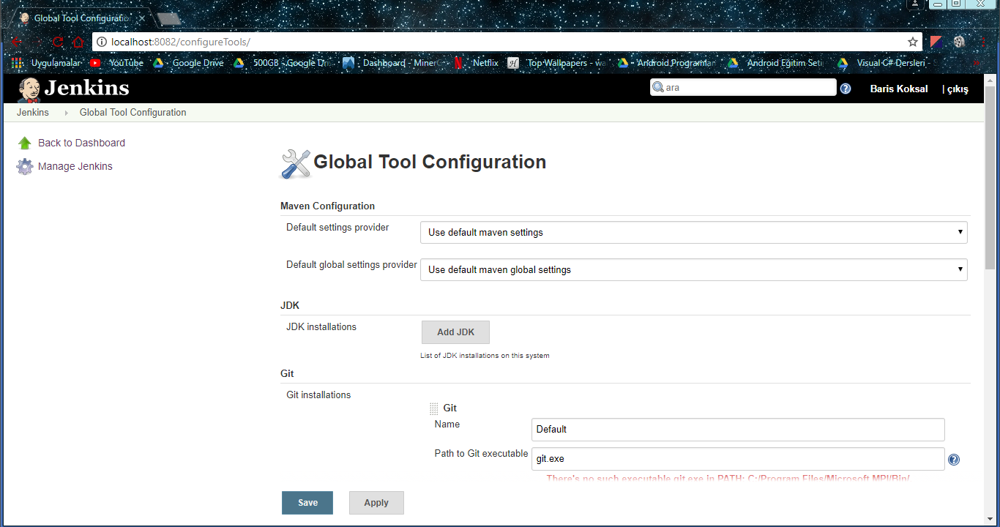 Global Tool Configuratio
localhost:8082/configureTools/
Uygulamalar YouTube Google Drive 500GB - Google Dri Dashboard - MinerG Netflix Top Wallpapers - wa Android Programlar Android Eğitim Seti Visual C# Dersleri -
Jenkins ara Baris Koksal | çıkış
Jenkins Global Tool Configuration
Back to Dashboard
Manage Jenkins
Global Tool Configuration
Maven Configuration
Default settings provider Use default maven settings
Default global settings provider Use default maven global settings
JDK
JDK installations Add JDK
List of JDK installations on this system
Git
Git installations
Git
Name Default
Path to Git executable git.exe
There's no such executable git.exe in PATH: C:/Program Files/Microsoft MPI/Bin/
Save Apply